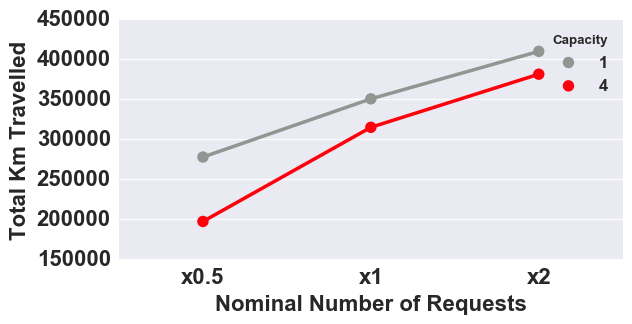 Total Km Travelled
450000
400000
350000
300000
250000
200000
150000
x0.5 x1 x2
Nominal Number of Requests
Capacity
1
4